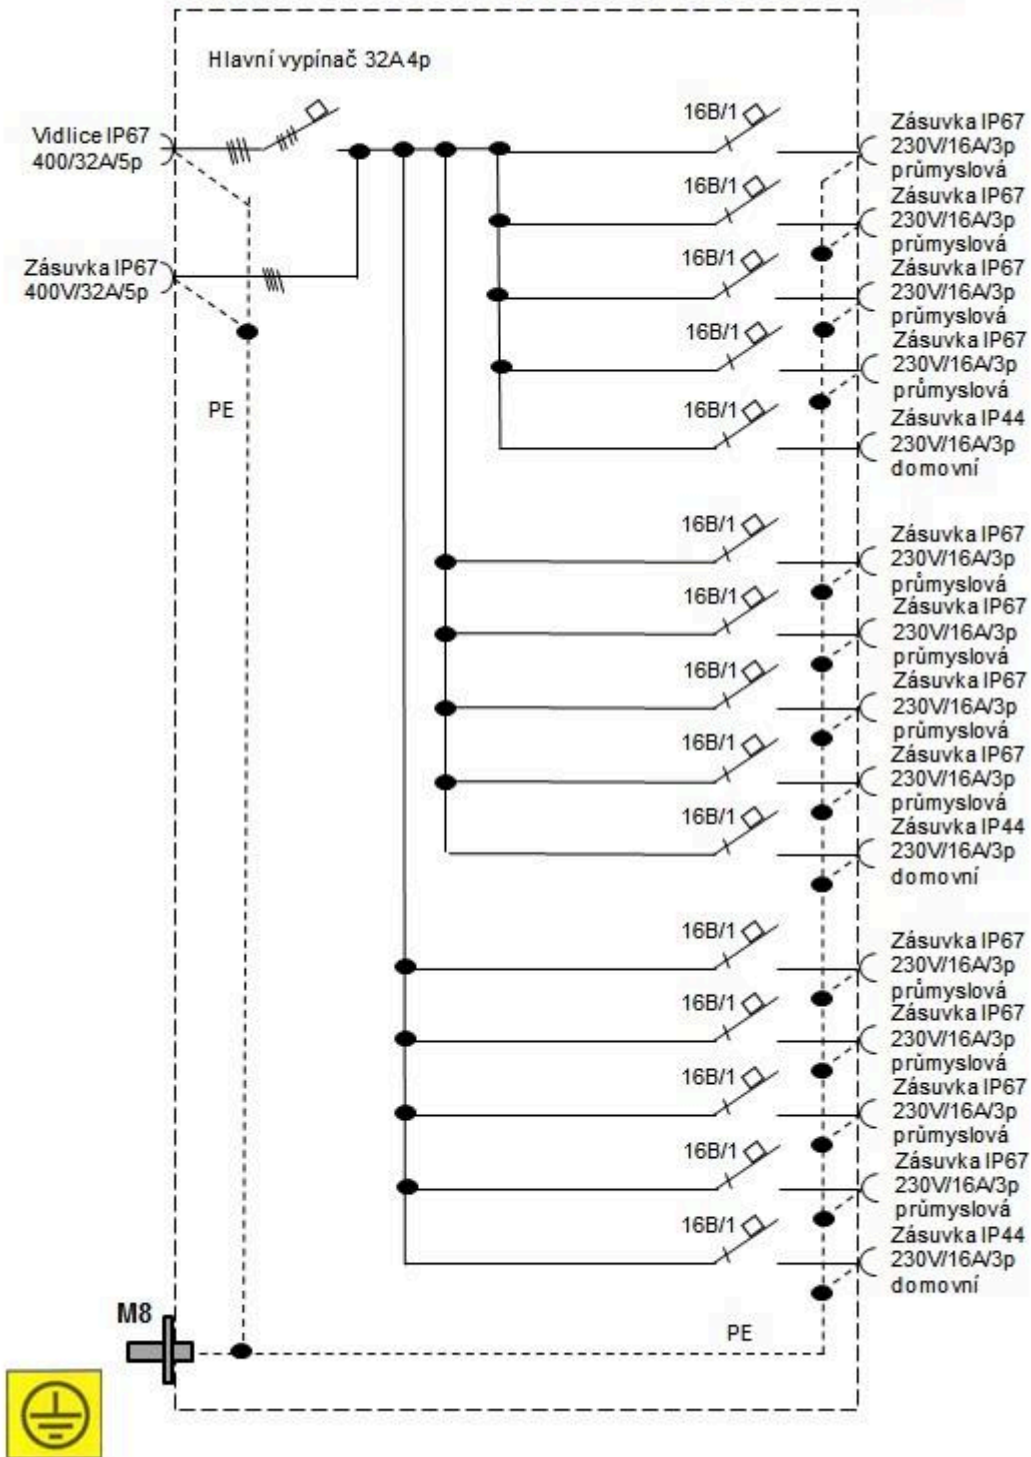 Hlavní vypínač 32A 4p
Vidlice IP67
400/32A/5p
Zásuvka IP67
400V/32A/5p
PE
16B/1
Zásuvka IP67
230V/16A/3p
průmyslová
16B/1
Zásuvka IP67
230V/16A/3p
průmyslová
16B/1
Zásuvka IP67
230V/16A/3p
průmyslová
16B/1
Zásuvka IP67
230V/16A/3p
průmyslová
16B/1
Zásuvka IP44
230V/16A/3p
domovní
16B/1
Zásuvka IP67
230V/16A/3p
průmyslová
16B/1
Zásuvka IP67
230V/16A/3p
průmyslová
16B/1
Zásuvka IP67
230V/16A/3p
průmyslová
16B/1
Zásuvka IP67
230V/16A/3p
průmyslová
16B/1
Zásuvka IP44
230V/16A/3p
domovní
16B/1
Zásuvka IP67
230V/16A/3p
průmyslová
16B/1
Zásuvka IP67
230V/16A/3p
průmyslová
16B/1
Zásuvka IP67
230V/16A/3p
průmyslová
16B/1
Zásuvka IP67
230V/16A/3p
průmyslová
16B/1
Zásuvka IP44
230V/16A/3p
domovní
M8
PE